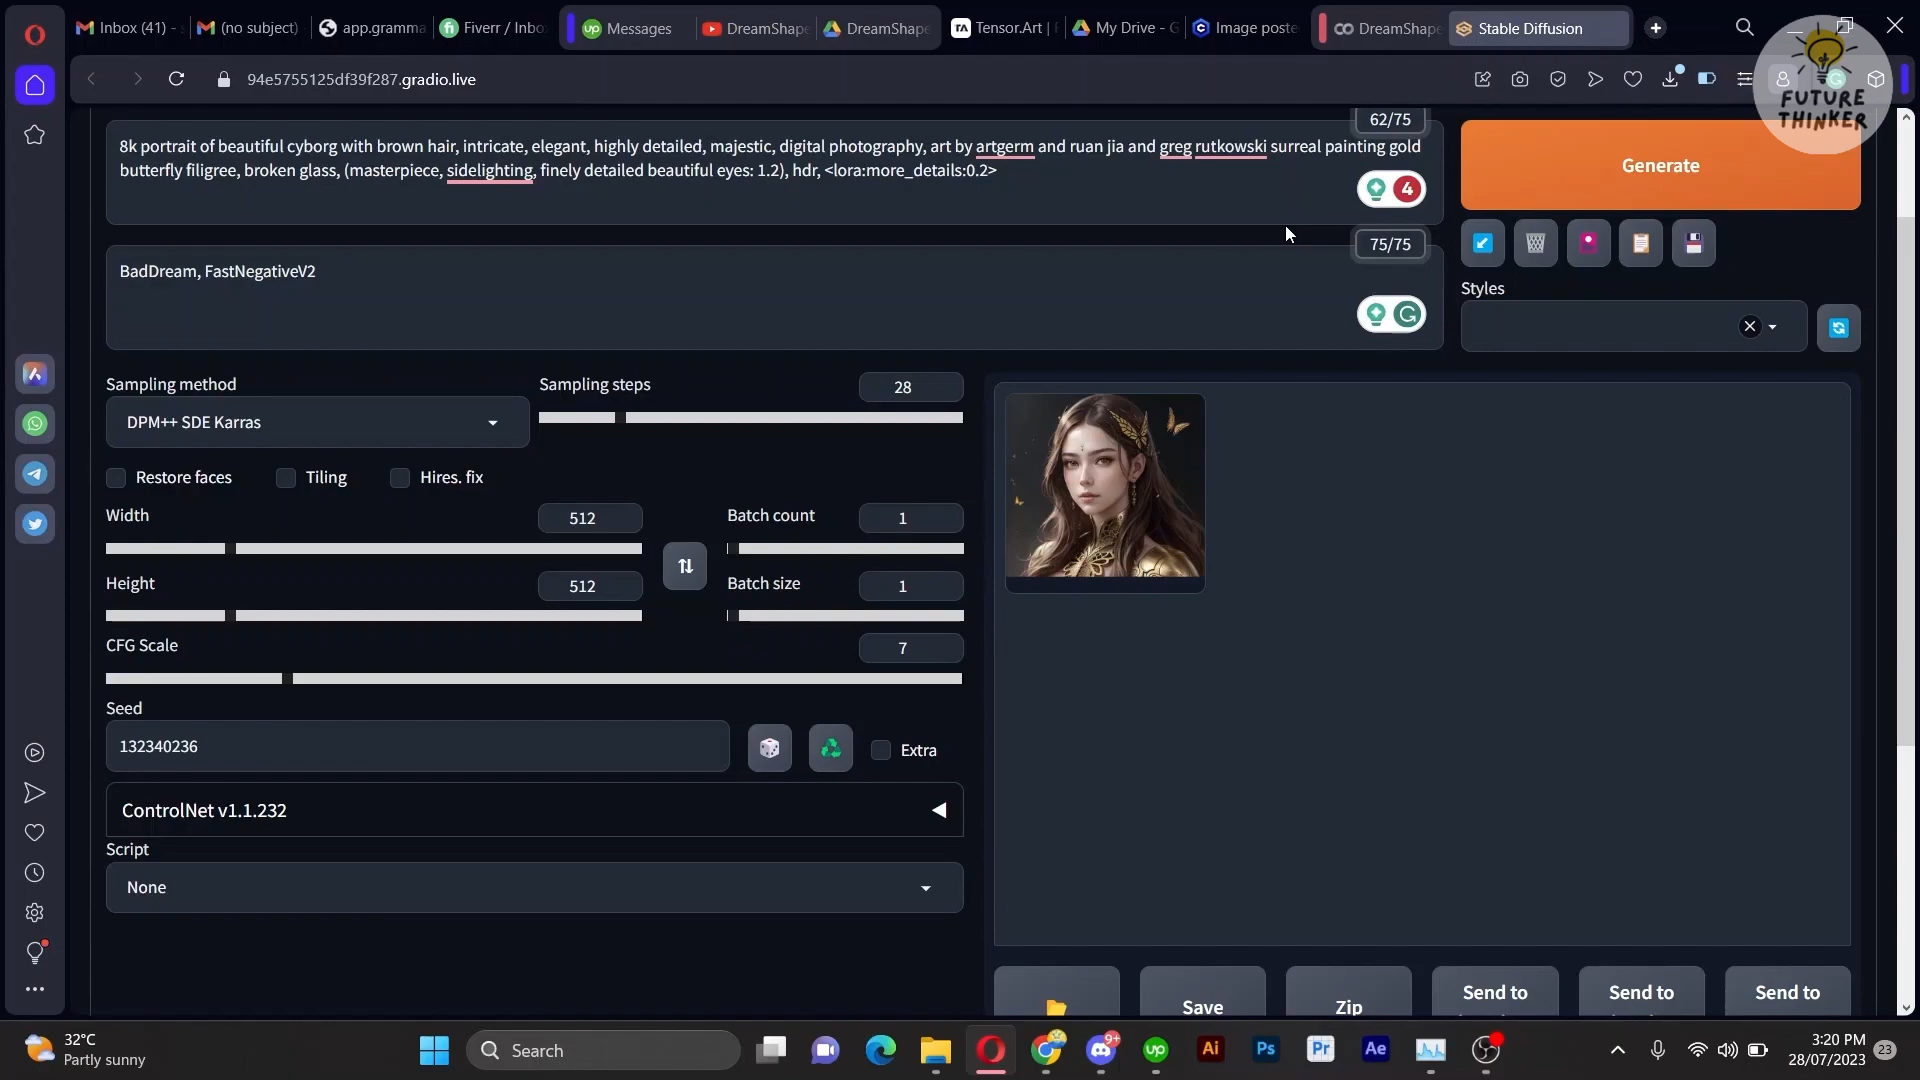 Inbox (41) -
(no subject)
app.gramma
Fiverr / Inbo
Messages
DreamShape
DreamShape
Tensor.Art |
My Drive - G
Image poste
DreamShape
Stable Diffusion
94e5755125df39f287.gradio.live
FUTURE
THINKER
62/75
8k portrait of beautiful cyborg with brown hair, intricate, elegant, highly detailed, majestic, digital photography, art by artgerm and ruan jia and greg rutkowski surreal painting gold
butterfly filigree, broken glass, (masterpiece, sidelighting, finely detailed beautiful eyes: 1.2), hdr, <lora:more_details:0.2>
4
Generate
75/75
BadDream, FastNegativeV2
Styles
Sampling method
Sampling steps
28
DPM++ SDE Karras
Restore faces
Tiling
Hires. fix
Width
512
Batch count
1
Height
512
Batch size
1
CFG Scale
7
Seed
132340236
Extra
ControlNet v1.1.232
Script
None
Save
Zip
Send to
Send to
Send to
32°C
Partly sunny
Search
9+
up
Ai
Ps
Pr
Ae
3:20 PM
28/07/2023
23